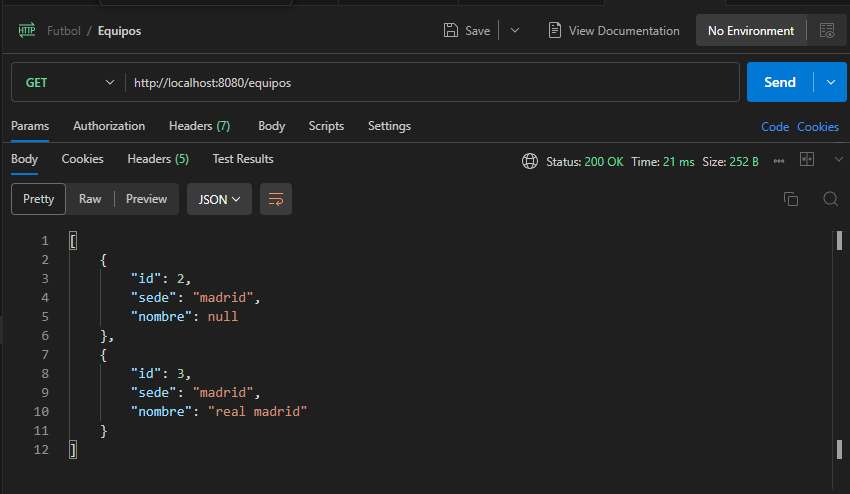 HTTP Futbol / Equipos Save View Documentation No Environment
GET http://localhost:8080/equipos Send
Params Authorization Headers (7) Body Scripts Settings Code Cookies
Body Cookies Headers (5) Test Results Status: 200 OK Time: 21 ms Size: 252 B
Pretty Raw Preview JSON
1 [
2 {
3 "id": 2,
4 "sede": "madrid",
5 "nombre": null
6 },
7 {
8 "id": 3,
9 "sede": "madrid",
10 "nombre": "real madrid"
11 }
12 ]